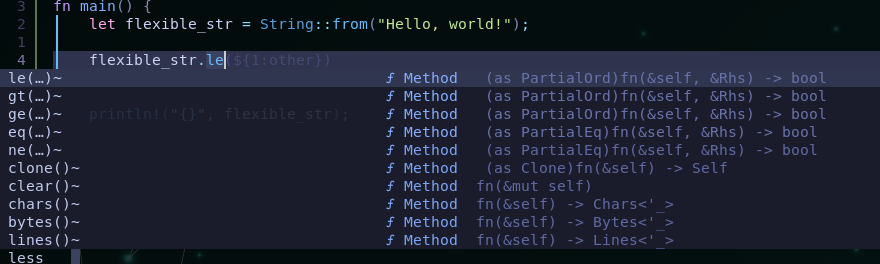 3 fn main() {
2 let flexible_str = String::from("Hello, world!");
1
4 flexible_str.le(${1:other})
le(…)~ ƒ Method (as PartialOrd)fn(&self, &Rhs) -> bool
gt(…)~ ƒ Method (as PartialOrd)fn(&self, &Rhs) -> bool
ge(…)~ println!("{}", flexible_str); ƒ Method (as PartialOrd)fn(&self, &Rhs) -> bool
eq(…)~ ƒ Method (as PartialEq)fn(&self, &Rhs) -> bool
ne(…)~ ƒ Method (as PartialEq)fn(&self, &Rhs) -> bool
clone()~ ƒ Method (as Clone)fn(&self) -> Self
clear()~ ƒ Method fn(&mut self)
chars()~ ƒ Method fn(&self) -> Chars<'_>
bytes()~ ƒ Method fn(&self) -> Bytes<'_>
lines()~ ƒ Method fn(&self) -> Lines<'_>
less